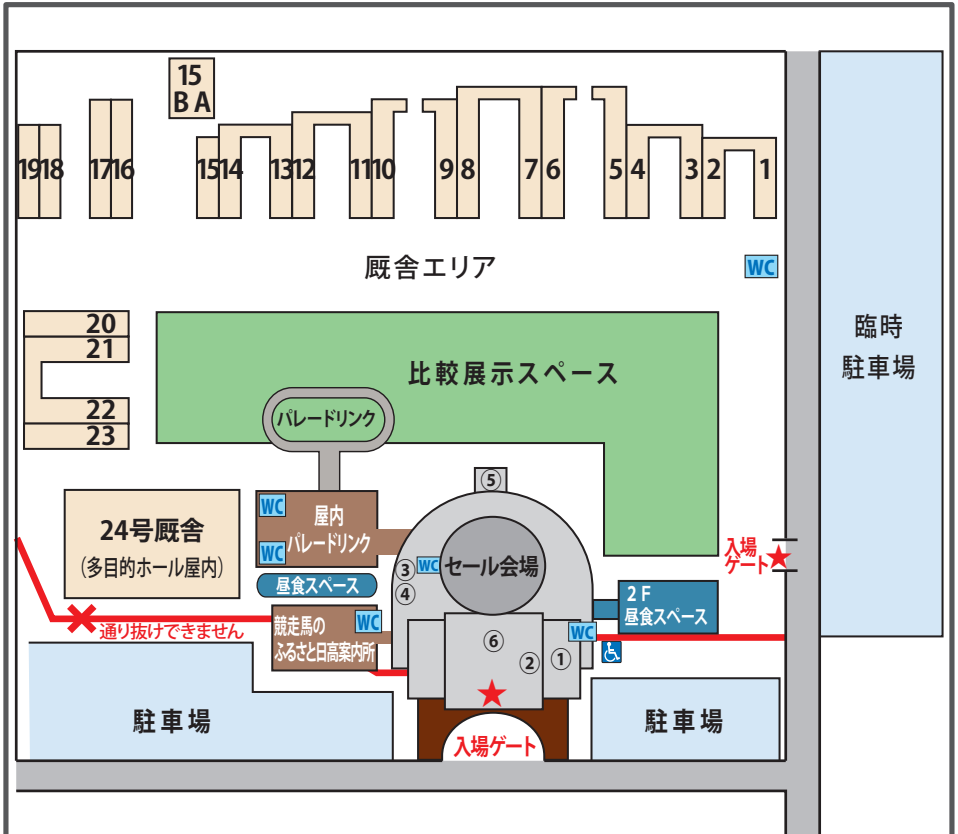 15
B A
19 18 17 16 15 14 13 12 11 10 9 8 7 6 5 4 3 2 1
厩舎エリア
WC
20
21
22
23
比較展示スペース
パレードリンク
臨時
駐車場
⑤
WC
屋内
パレードリンク
WC
24号厩舎
(多目的ホール屋内)
③
WC
セール会場
④
入場
ゲート
昼食スペース
2F
昼食スペース
通り抜けできません
競走馬の
ふるさと日高案内所
WC
⑥
②
①
WC
駐車場
駐車場
入場ゲート